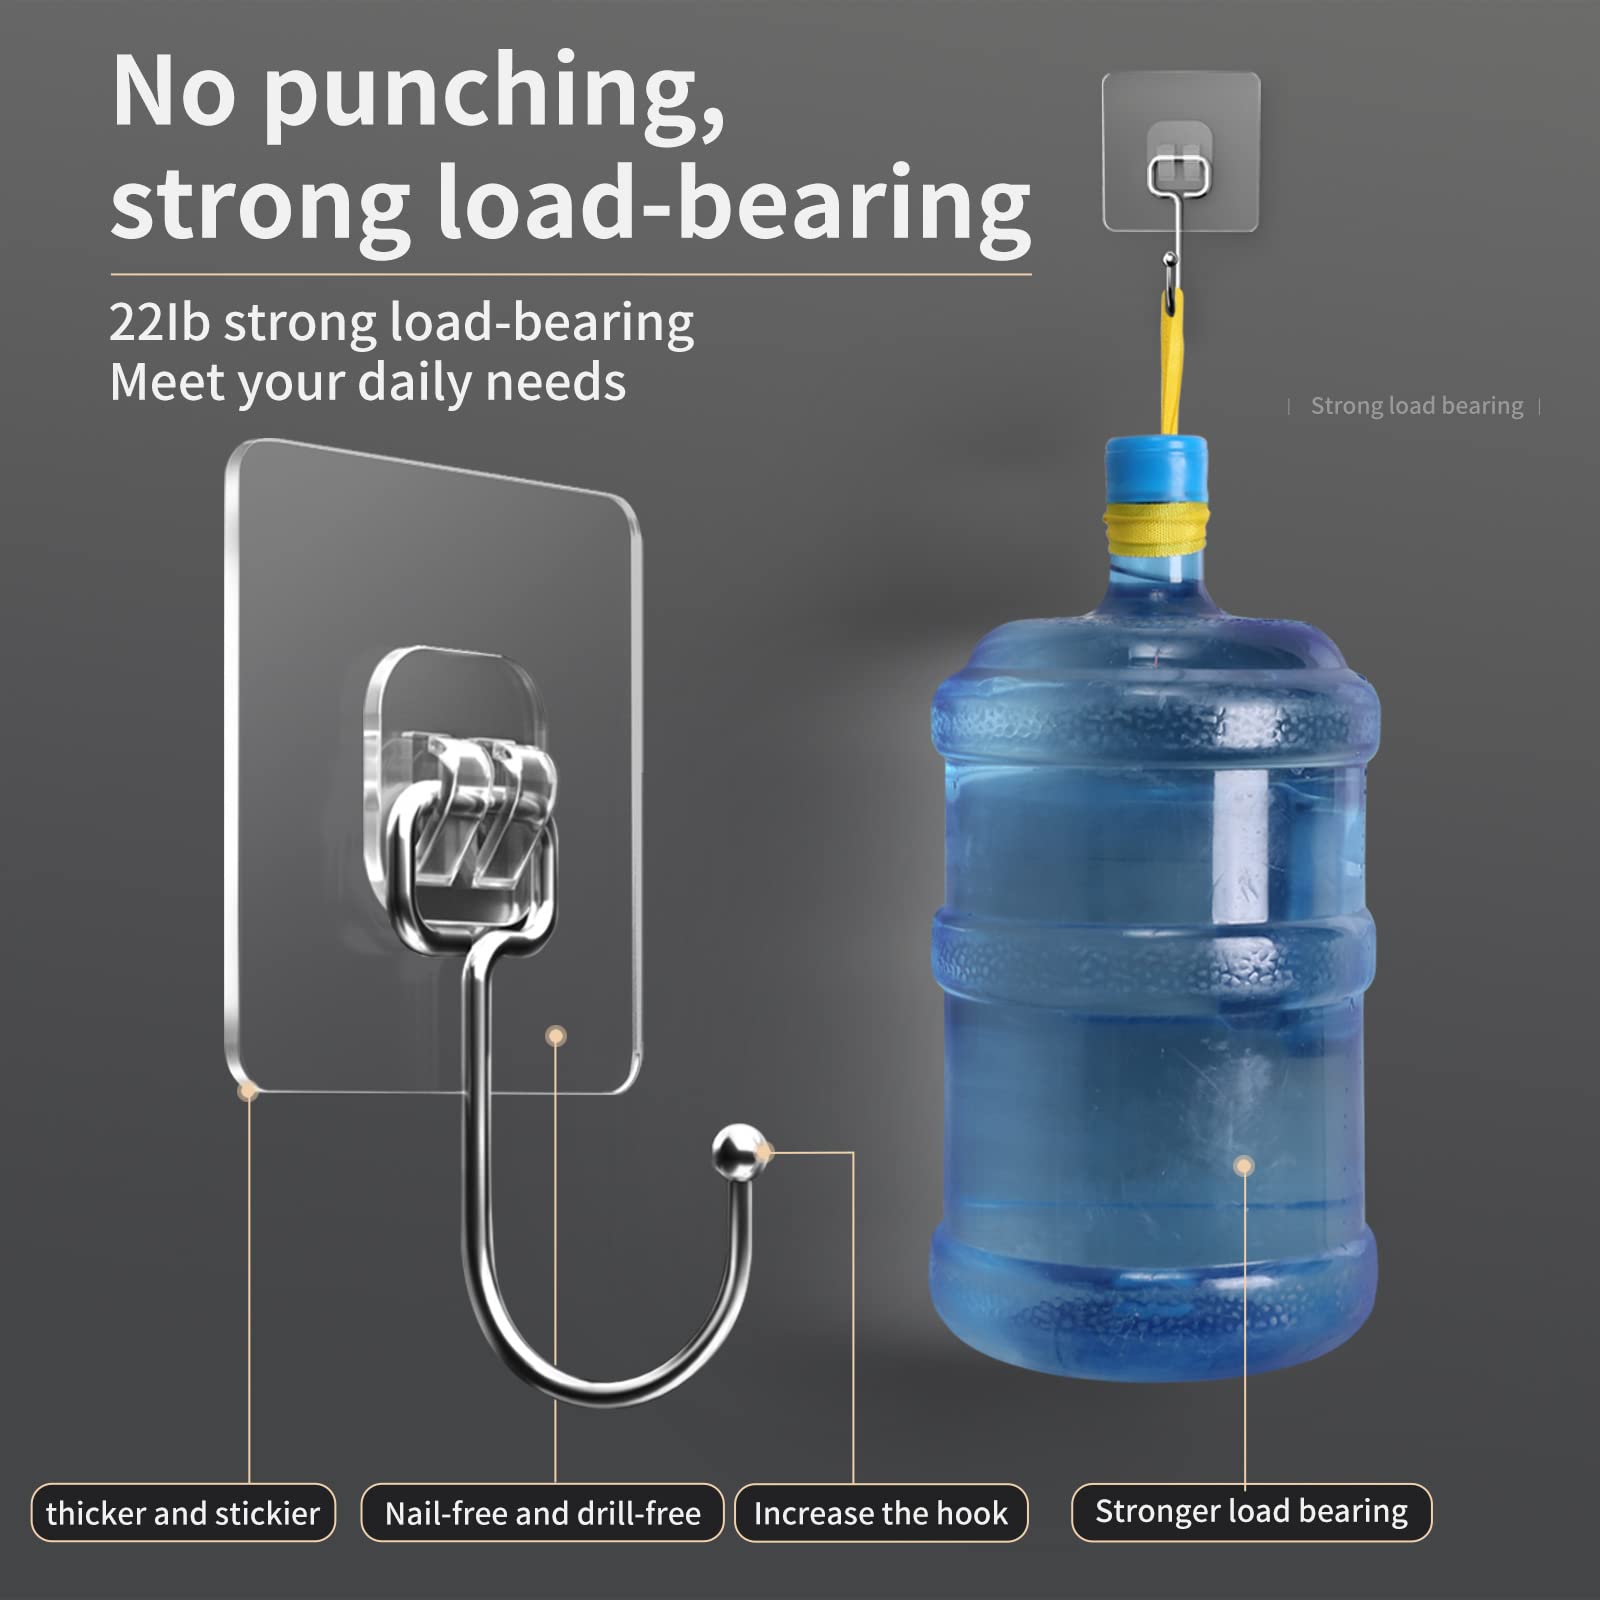 No punching,
strong load-bearing
22Ib strong load-bearing
Meet your daily needs
Strong load bearing
thicker and stickier
Nail-free and drill-free
Increase the hook
Stronger load bearing